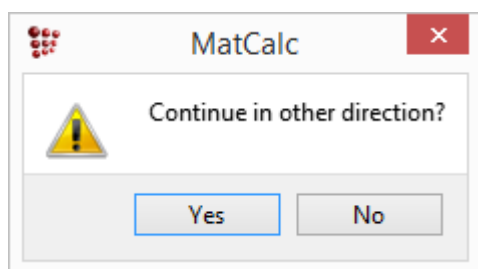 MatCalc
Continue in other direction?
Yes No